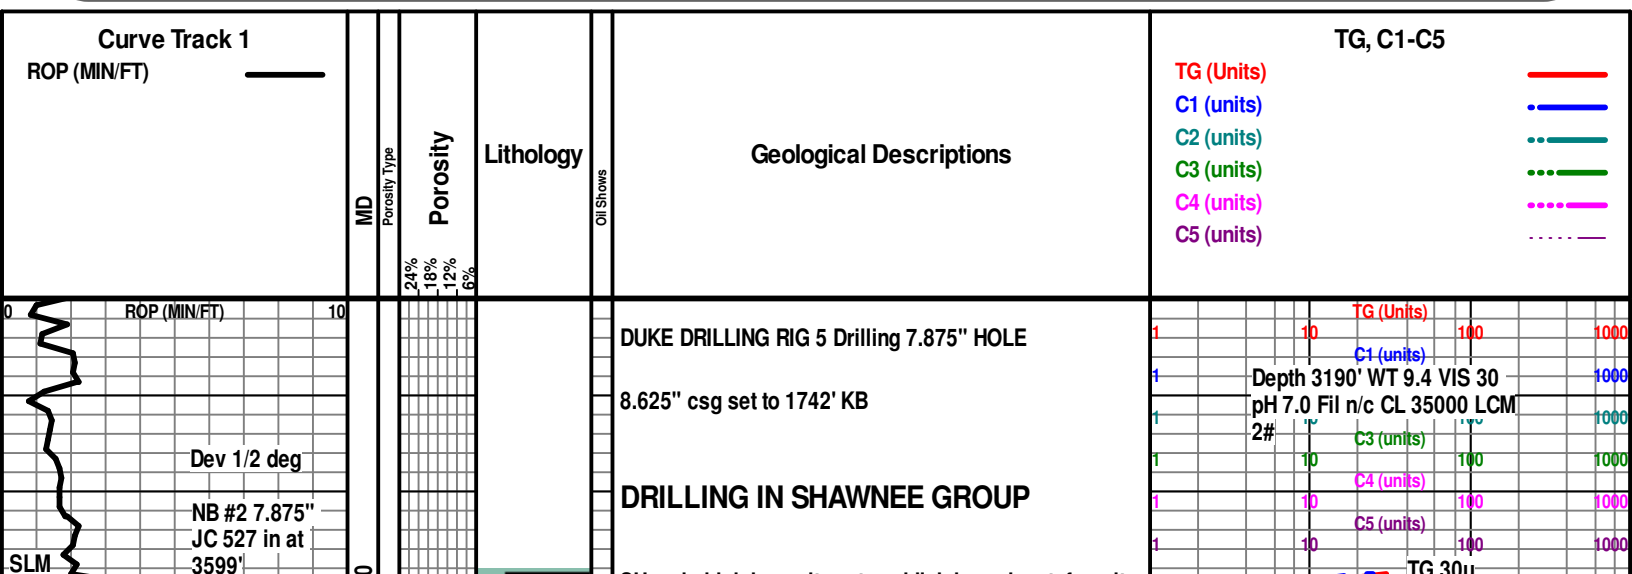 Curve Track 1
ROP (MIN/FT)
MD
Porosity Type
Porosity
24%
18%
12%
6%
Lithology
Oil Shows
Geological Descriptions
TG, C1-C5
TG (Units)
C1 (units)
C2 (units)
C3 (units)
C4 (units)
C5 (units)
0 ROP (MIN/FT) 10
Dev 1/2 deg
NB #2 7.875"
JC 527 in at
3599'
SLM
DUKE DRILLING RIG 5 Drilling 7.875" HOLE
8.625" csg set to 1742' KB
DRILLING IN SHAWNEE GROUP
TG (Units)
1 10 100 1000
C1 (units)
1 1000
Depth 3190' WT 9.4 VIS 30
pH 7.0 Fil n/c CL 35000 LCM
2#
1 10 100 1000
C3 (units)
1 10 100 1000
C4 (units)
1 10 100 1000
C5 (units)
1 10 100 1000
TG 30u